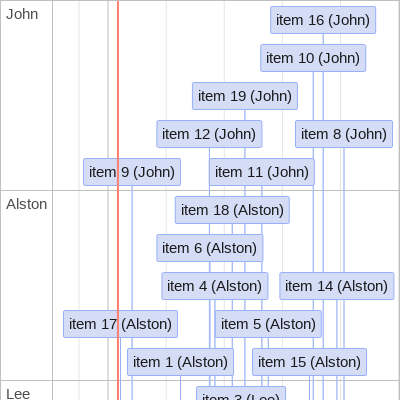 John
item 16 (John)
item 10 (John)
item 19 (John)
item 12 (John)
item 8 (John)
item 9 (John)
item 11 (John)
Alston
item 18 (Alston)
item 6 (Alston)
item 4 (Alston)
item 14 (Alston)
item 17 (Alston)
item 5 (Alston)
item 1 (Alston)
item 15 (Alston)
Lee
item 3 (Lee)